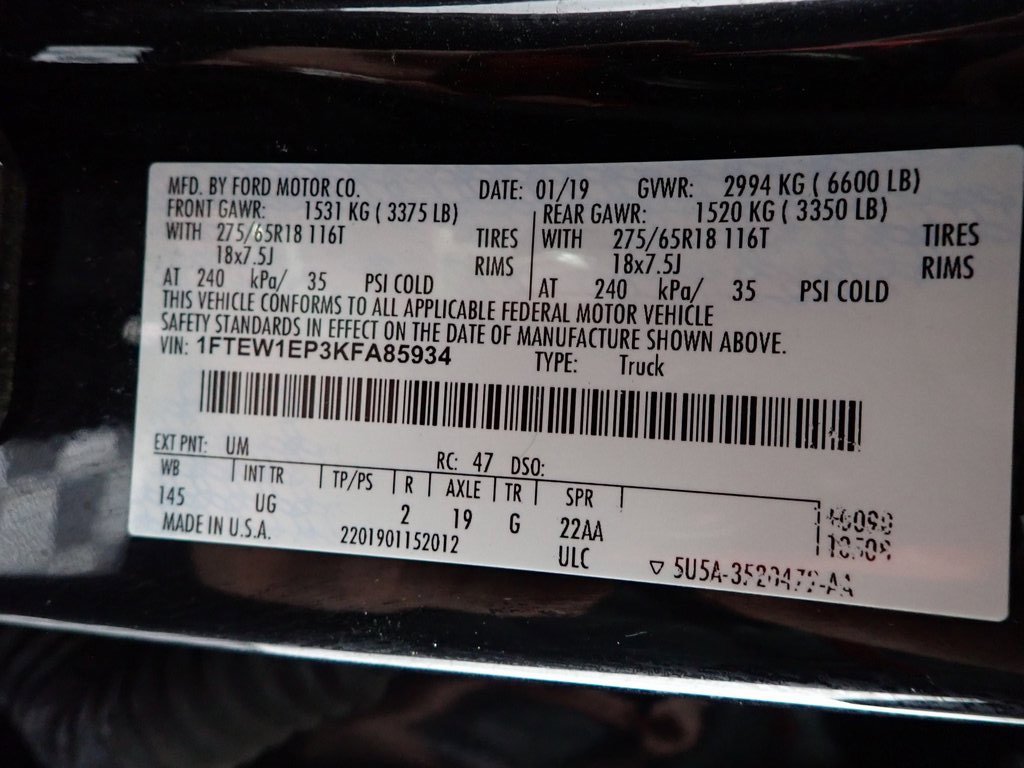 MFD. BY FORD MOTOR CO. DATE: 01/19 GVWR: 2994 KG ( 6600 LB)
FRONT GAWR: 1531 KG ( 3375 LB) REAR GAWR: 1520 KG ( 3350 LB)
WITH 275/65R18 116T TIRES WITH 275/65R18 116T TIRES
18x7.5J RIMS 18x7.5J RIMS
AT 240 kPa/ 35 PSI COLD AT 240 kPa/ 35 PSI COLD
THIS VEHICLE CONFORMS TO ALL APPLICABLE FEDERAL MOTOR VEHICLE
SAFETY STANDARDS IN EFFECT ON THE DATE OF MANUFACTURE SHOWN ABOVE.
VIN: 1FTEW1EP3KFA85934 TYPE: Truck
EXT PNT: UM RC: 47 DSO:
WB INT TR TP/PS R AXLE TR SPR
145 UG 2 19 G 22AA
MADE IN U.S.A. 2201901152012 ULC